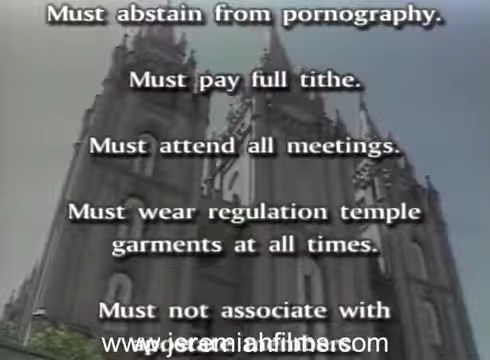 Must abstain from pornography.
Must pay full tithe.
Must attend all meetings.
Must wear regulation temple
garments at all times.
Must not associate with
www.jeremiahfilms.com